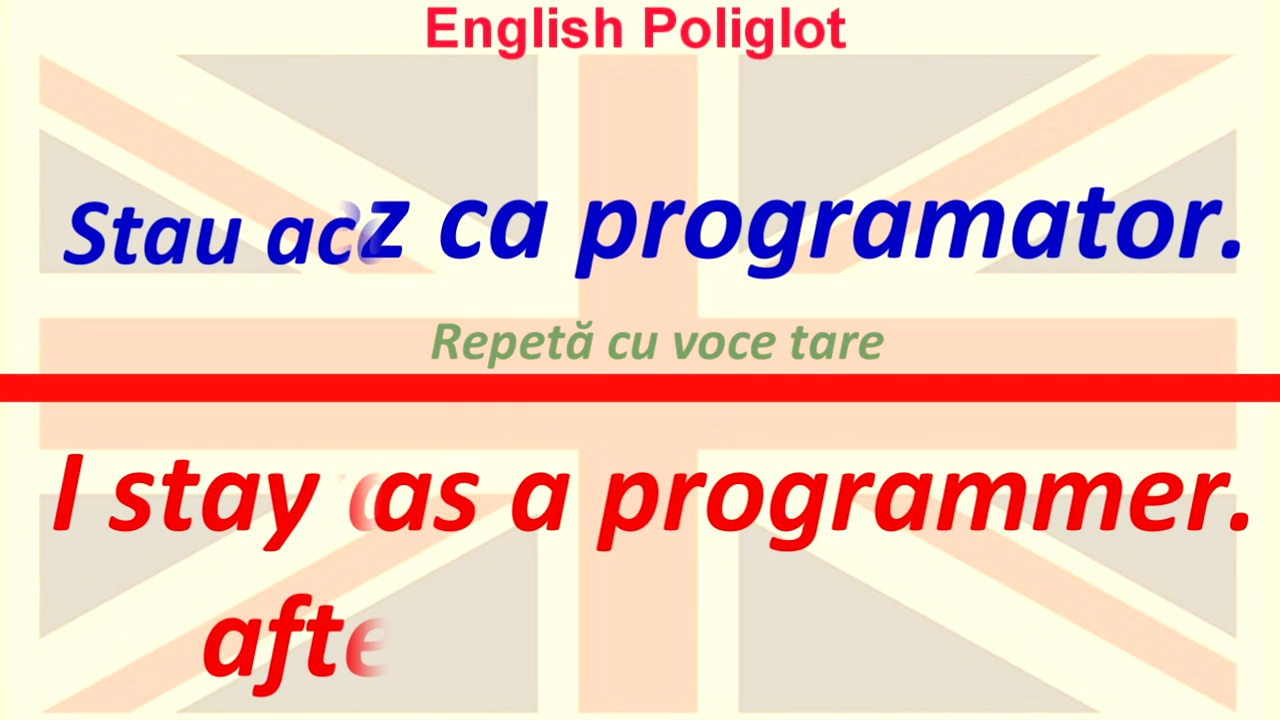 English Poliglot
Stau ca programator.
Repetă cu voce tare
I stay as a programmer.